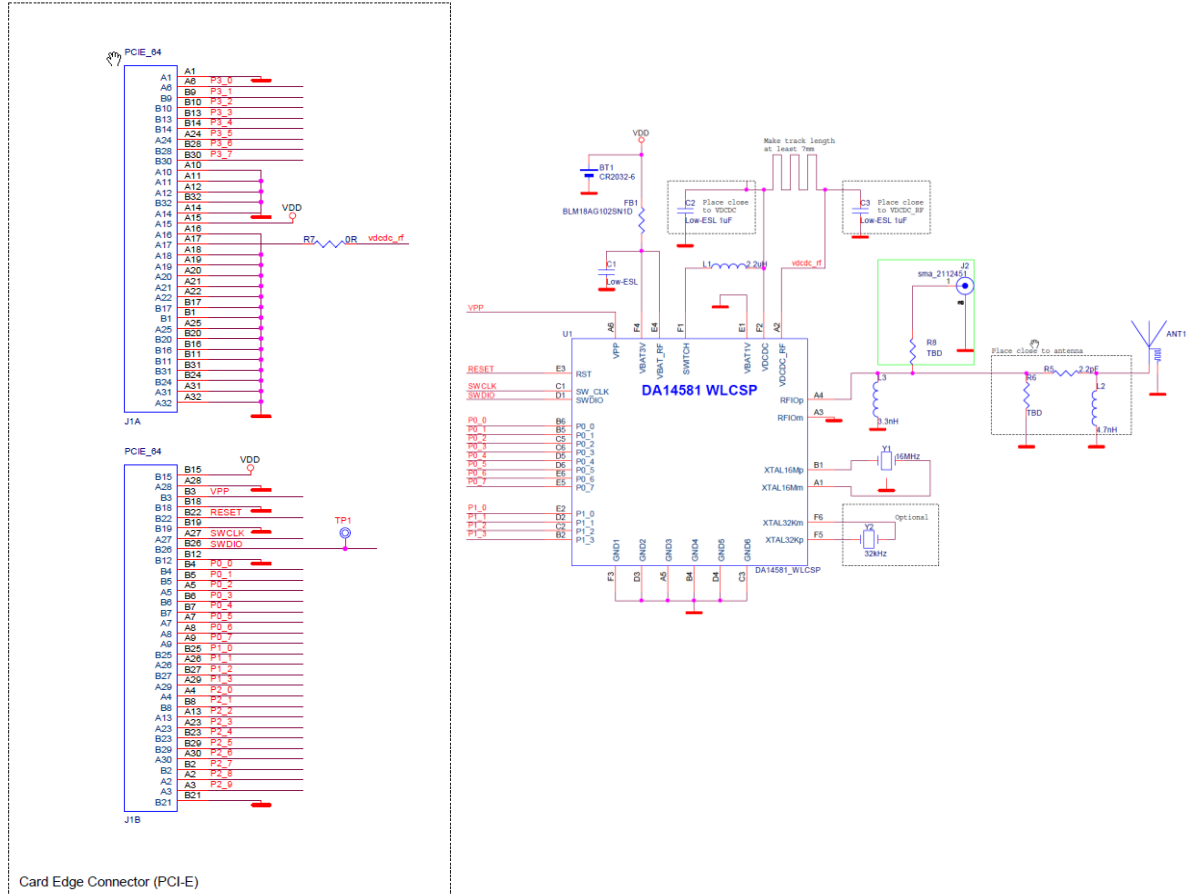 PCIE_64
A1 A1
A6 A6 P3_0
B9 B9 P3_1
B10 B10 P3_2
B13 B13 P3_3
B14 B14 P3_4
A24 A24 P3_5
B28 B28 P3_6
B30 B30 P3_7
A10 A10
A11 A11
A12 A12
B32 B32
A14 A14
A15 A15 VDD
A16 A16
A17 A17 R7 0R vdcdc_rf
A18 A18
A19 A19
A20 A20
A21 A21
A22 A22
B17 B17
B1 B1
A25 A25
B20 B20
B16 B16
B11 B11
B31 B31
B24 B24
A31 A31
A32 A32
J1A
PCIE_64
B15 B15 VDD
A28 A28
B3 B3 VPP
B18 B18
B22 B22 RESET
B19 B19
A27 A27 SWCLK
B26 B26 SWDIO
TP1
B12 B12
B4 B4 P0_0
B5 B5 P0_1
A5 A5 P0_2
B6 B6 P0_3
B7 B7 P0_4
A7 A7 P0_5
A8 A8 P0_6
A9 A9 P0_7
B25 B25 P1_0
A26 A26 P1_1
B27 B27 P1_2
A29 A29 P1_3
A4 A4 P2_0
B8 B8 P2_1
A13 A13 P2_2
A23 A23 P2_3
B23 B23 P2_4
B29 B29 P2_5
A30 A30 P2_6
B2 B2 P2_7
A2 A2 P2_8
A3 A3 P2_9
B21 B21
J1B
Card Edge Connector (PCI-E)
VDD
BT1
CR2032-6
FB1
BLM18AG102SN1D
C1
Low-ESL
Make track length
at least 7mm
C2 Place close
to VDCDC
Low-ESL 1uF
C3 Place close
to VDCDC_RF
Low-ESL 1uF
L1 2.2uH
vdcdc_rf
VPP
A6 F4 E4 F1 E1 F2 A2
U1
VPP VBAT3V VBAT_RF SWITCH VBAT1V VDCDC VDCDC_RF
DA14581 WLCSP
RESET E3 RST
SWCLK C1 SW_CLK
SWDIO D1 SWDIO
P0_0 B6 P0_0
P0_1 B5 P0_1
P0_2 C5 P0_2
P0_3 C6 P0_3
P0_4 D5 P0_4
P0_5 D6 P0_5
P0_6 E6 P0_6
P0_7 E5 P0_7
P1_0 E2 P1_0
P1_1 D2 P1_1
P1_2 C2 P1_2
P1_3 B2 P1_3
RFIOp A4
RFIOm A3
XTAL16Mp B1
XTAL16Mm A1
XTAL32Km F6
XTAL32Kp F5
GND1 GND2 GND3 GND4 GND5 GND6
F3 D3 A5 B4 D4 C3
DA14581_WLCSP
J2
sma_2112451
1
R8
TBD
L3
3.3nH
Place close to antenna
R5 2.2pF
R6
TBD
L2
4.7nH
ANT1
Y1
16MHz
Optional
Y2
32kHz